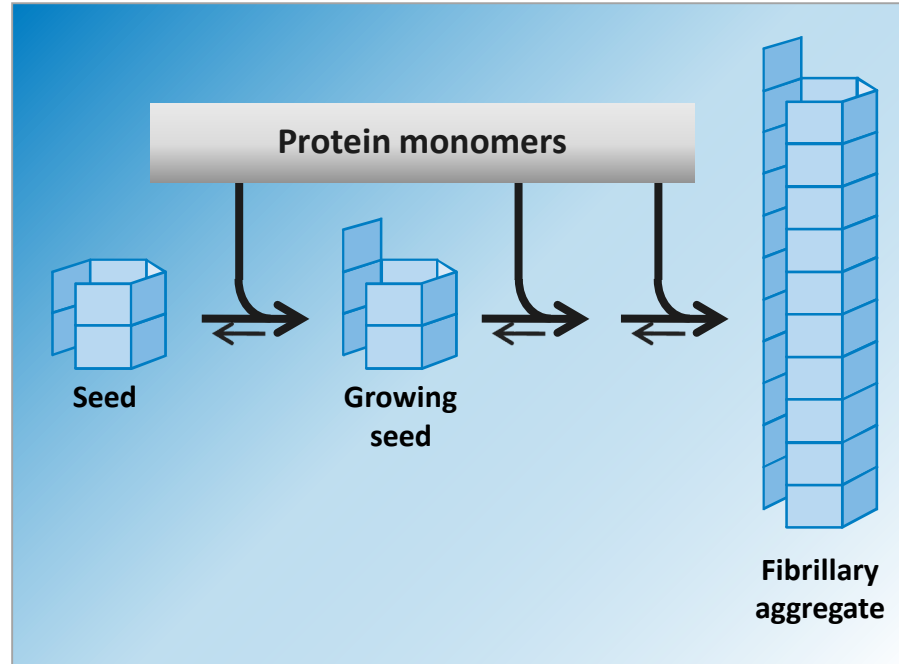 Protein monomers
Seed
Growing
seed
Fibrillary
aggregate